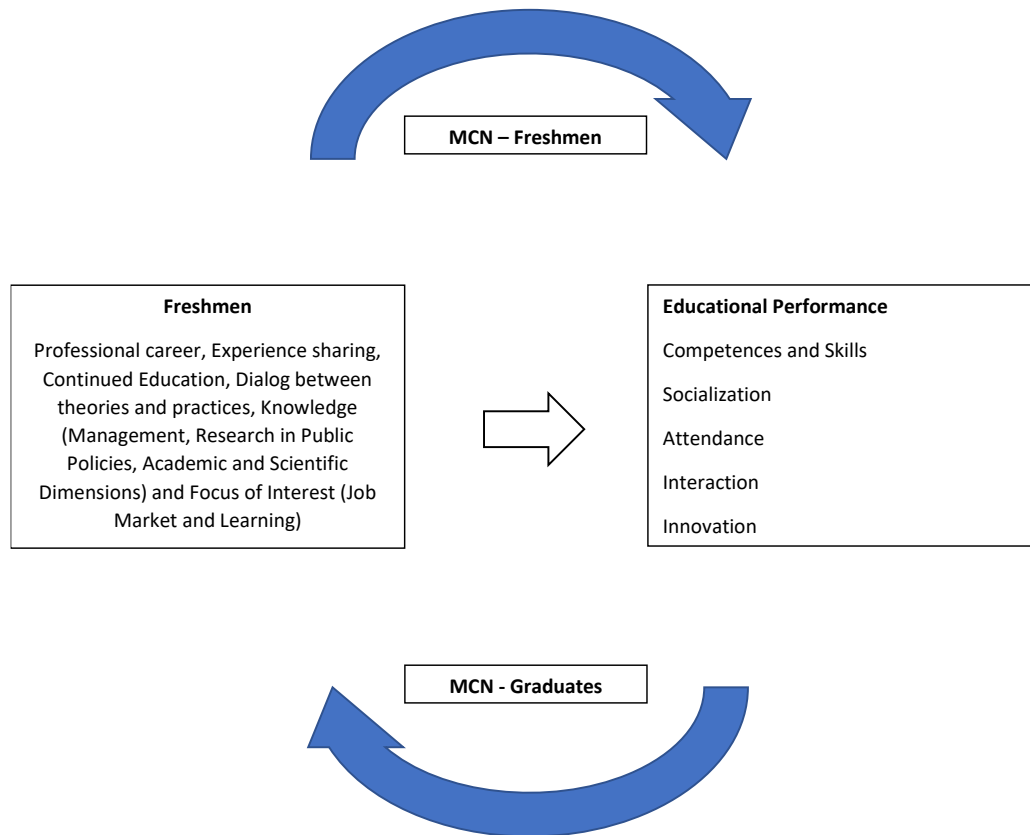 MCN – Freshmen
Freshmen
Professional career, Experience sharing,
Continued Education, Dialog between
theories and practices, Knowledge
(Management, Research in Public
Policies, Academic and Scientific
Dimensions) and Focus of Interest (Job
Market and Learning)
Educational Performance
Competences and Skills
Socialization
Attendance
Interaction
Innovation
MCN - Graduates